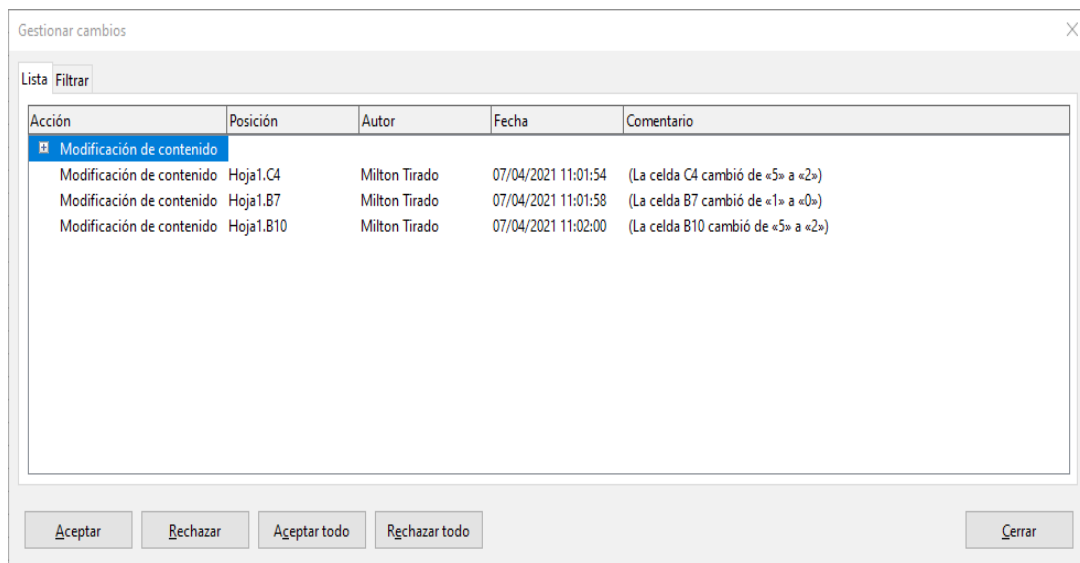 Gestionar cambios
Lista Filtrar
Acción Posición Autor Fecha Comentario
Modificación de contenido
Modificación de contenido Hoja1.C4 Milton Tirado 07/04/2021 11:01:54 (La celda C4 cambió de «5» a «2»)
Modificación de contenido Hoja1.B7 Milton Tirado 07/04/2021 11:01:58 (La celda B7 cambió de «1» a «0»)
Modificación de contenido Hoja1.B10 Milton Tirado 07/04/2021 11:02:00 (La celda B10 cambió de «5» a «2»)
Aceptar Rechazar Aceptar todo Rechazar todo Cerrar